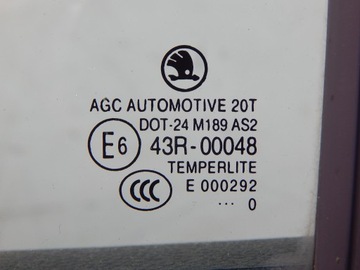 AGC AUTOMOTIVE 20T
DOT-24 M189 AS2
E6 43R-00048
TEMPERLITE
CCC E 000292
... 0